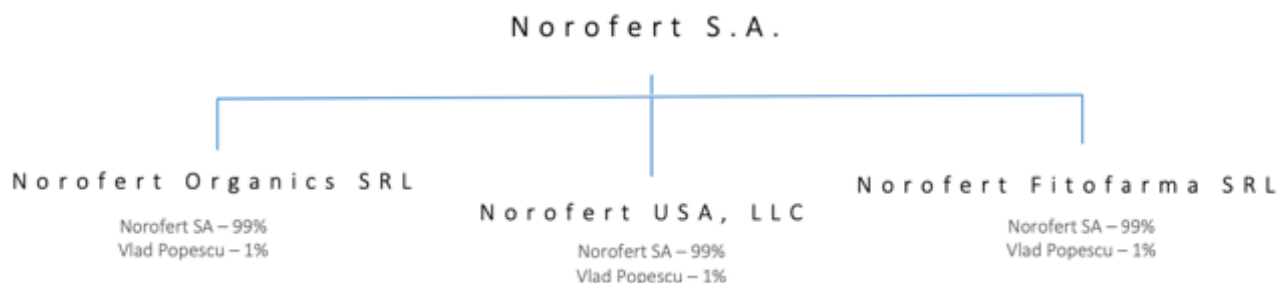 Norofert S.A.
Norofert Organics SRL
Norofert SA – 99%
Vlad Popescu – 1%
Norofert USA, LLC
Norofert SA – 99%
Vlad Popescu – 1%
Norofert Fitofarma SRL
Norofert SA – 99%
Vlad Popescu – 1%